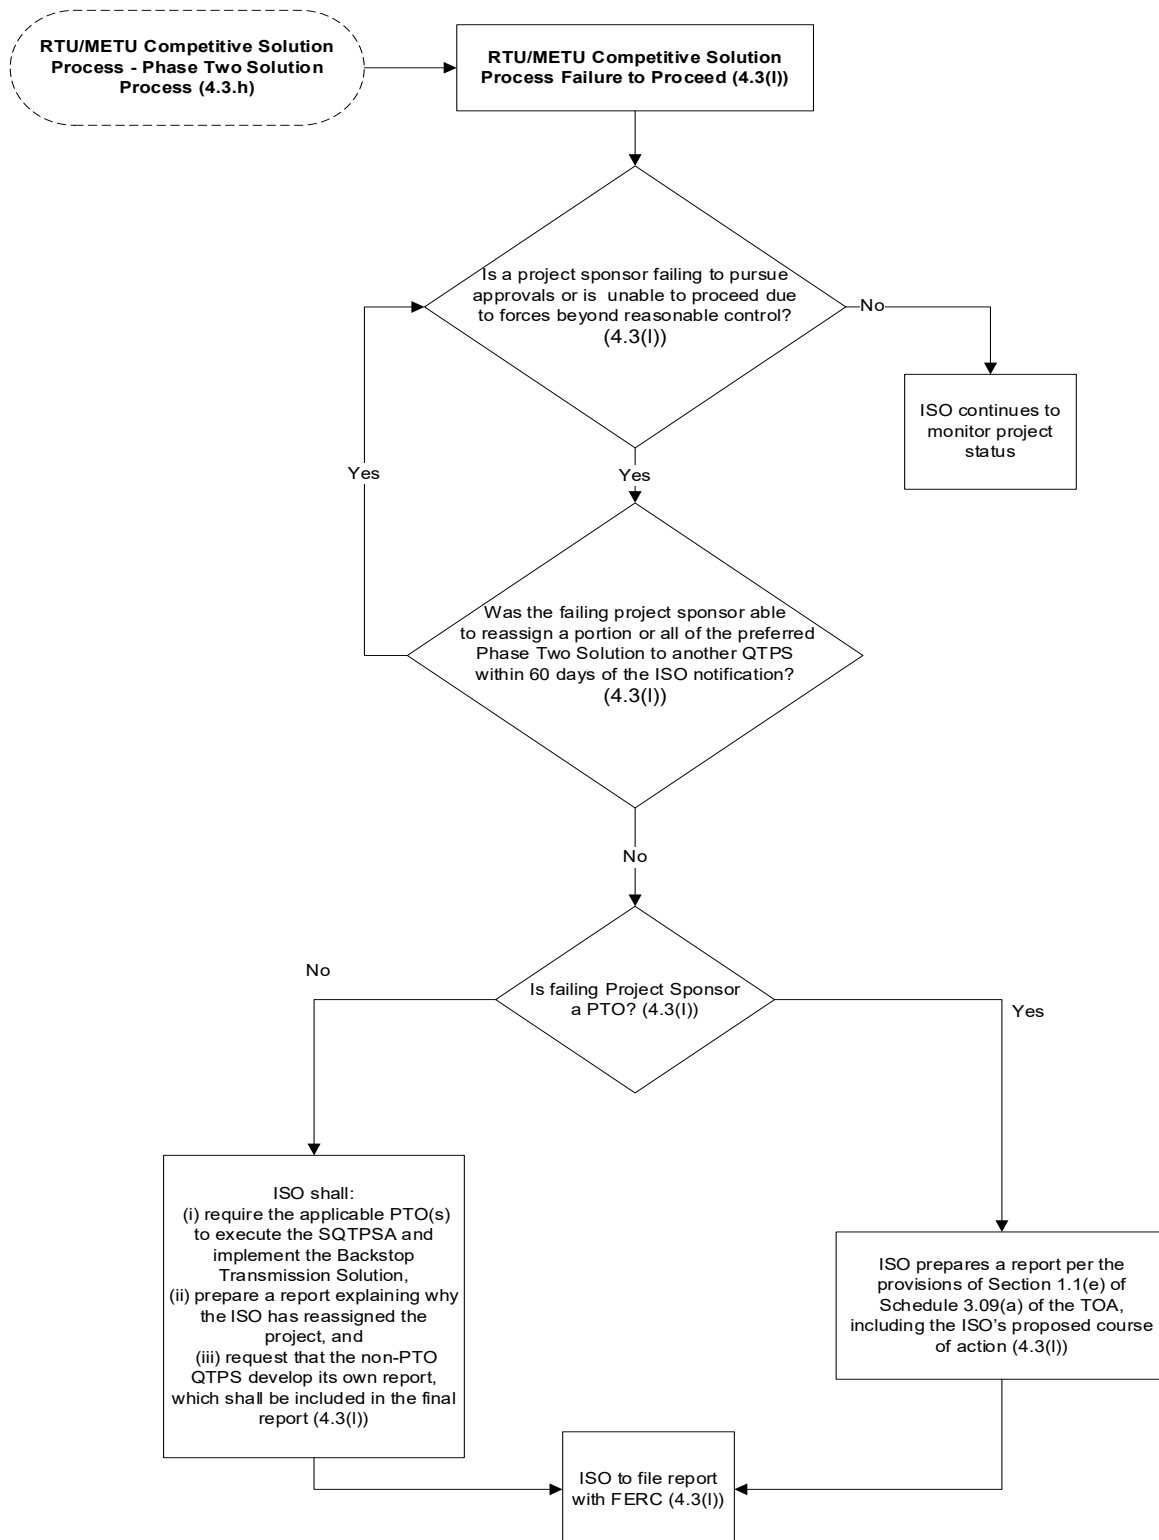 RTU/METU Competitive Solution
Process - Phase Two Solution
Process (4.3.h)
RTU/METU Competitive Solution
Process Failure to Proceed (4.3(l))
Is a project sponsor failing to pursue
approvals or is unable to proceed due
to forces beyond reasonable control?
(4.3(l))
No
ISO continues to
monitor project
status
Yes
Yes
Was the failing project sponsor able
to reassign a portion or all of the preferred
Phase Two Solution to another QTPS
within 60 days of the ISO notification?
(4.3(l))
No
Is failing Project Sponsor
a PTO? (4.3(l))
No
Yes
ISO shall:
(i) require the applicable PTO(s)
to execute the SQTPSA and
implement the Backstop
Transmission Solution,
(ii) prepare a report explaining why
the ISO has reassigned the
project, and
(iii) request that the non-PTO
QTPS develop its own report,
which shall be included in the final
report (4.3(l))
ISO prepares a report per the
provisions of Section 1.1(e) of
Schedule 3.09(a) of the TOA,
including the ISO’s proposed course
of action (4.3(l))
ISO to file report
with FERC (4.3(l))